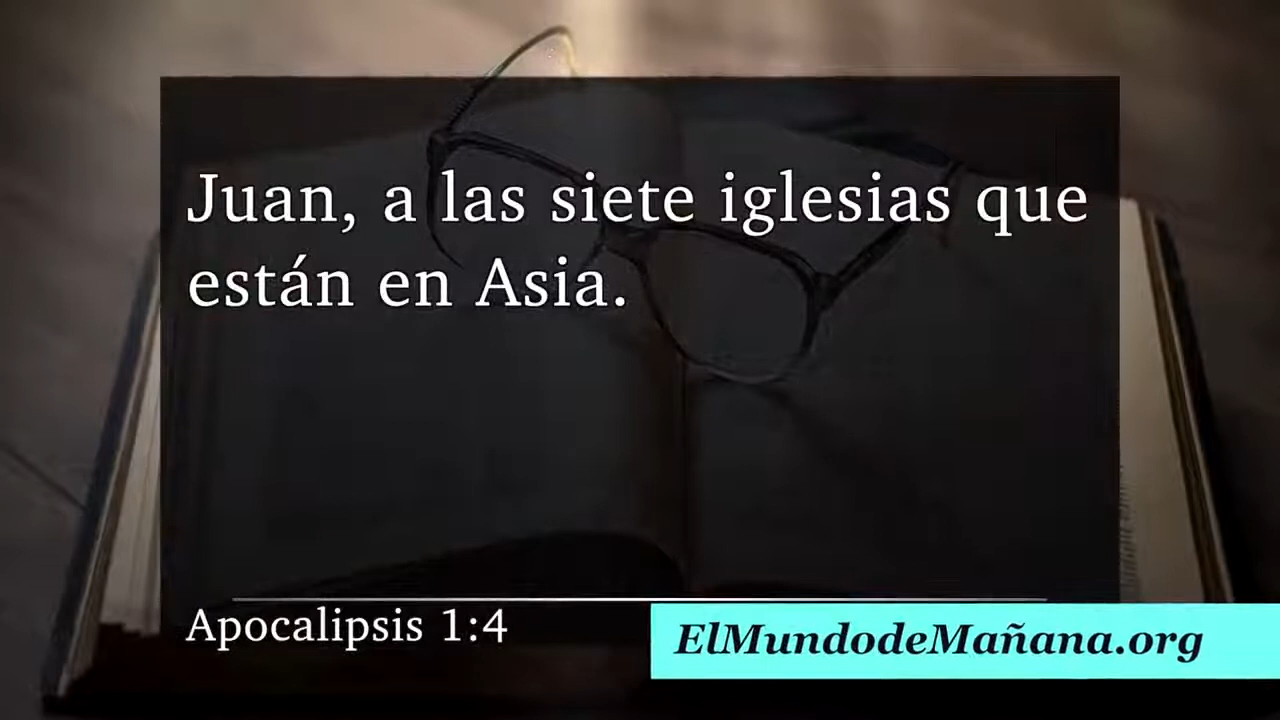 Juan, a las siete iglesias que
están en Asia.
Apocalipsis 1:4
ElMundodeMañana.org